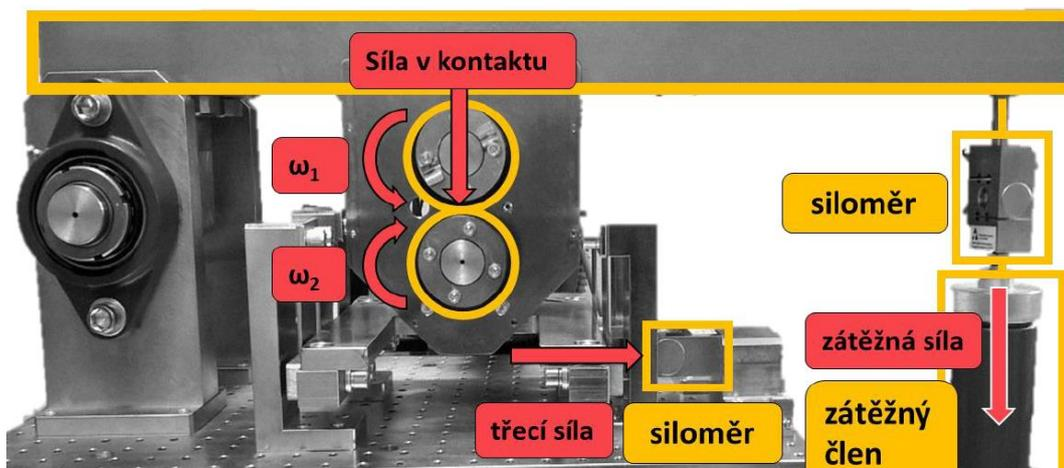 Síla v kontaktu
ω1
siloměr
ω2
zátěžná síla
třecí síla
siloměr
zátěžný
člen